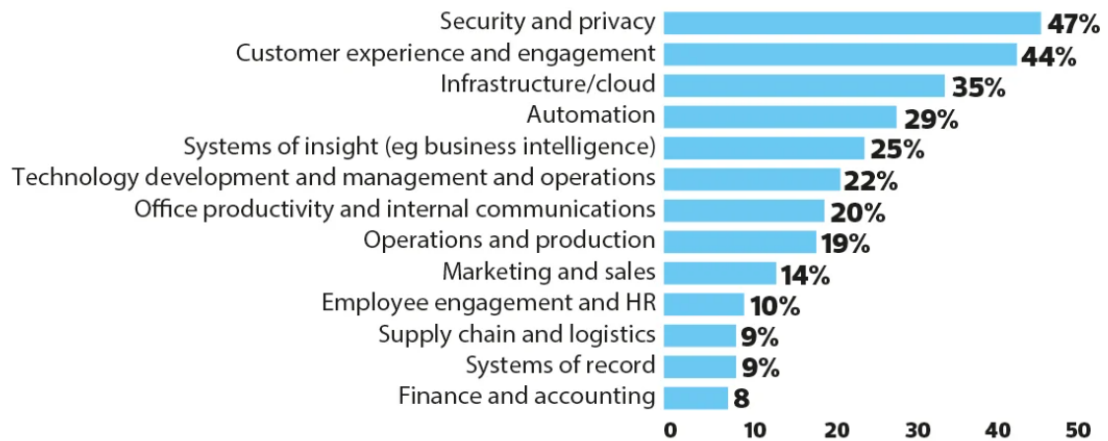 Security and privacy 47%
Customer experience and engagement 44%
Infrastructure/cloud 35%
Automation 29%
Systems of insight (eg business intelligence) 25%
Technology development and management and operations 22%
Office productivity and internal communications 20%
Operations and production 19%
Marketing and sales 14%
Employee engagement and HR 10%
Supply chain and logistics 9%
Systems of record 9%
Finance and accounting 8
0 10 20 30 40 50